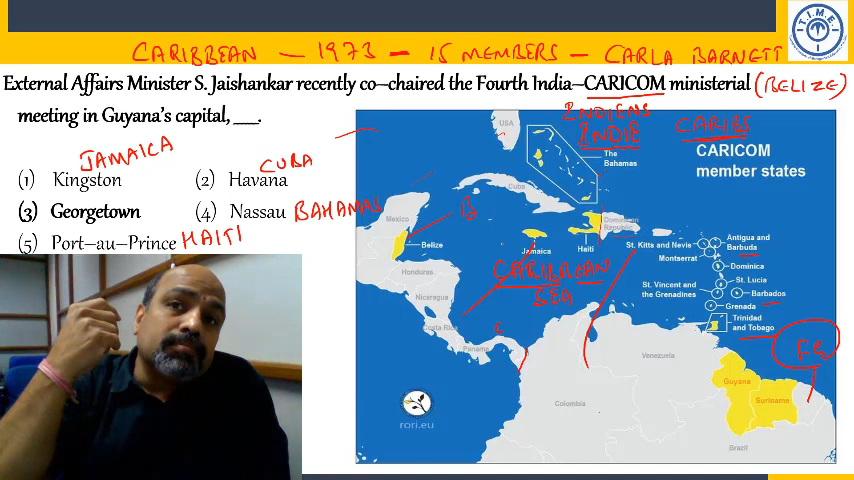 T.I.M.E.
CARIBBEAN — 1973 — 15 MEMBERS — CARLA BARNETT
External Affairs Minister S. Jaishankar recently co–chaired the Fourth India–CARICOM ministerial (BELIZE)
meeting in Guyana's capital, ___.
JAMAICA
(1) Kingston
CUBA
(2) Havana
(3) Georgetown
(4) Nassau BAHAMAS
(5) Port–au–Prince HAITI
INDIENS
INDIE
CARIBS
CARICOM
member states
USA
The
Bahamas
Cuba
Mexico
B
Dominican
Republic
Belize
Jamaica
Haiti
St. Kitts and Nevis
Antigua and
Barbuda
Montserrat
Dominica
Honduras
CARIBBEAN
SEA
St. Lucia
St. Vincent and
the Grenadines
Barbados
Nicaragua
Grenada
Costa Rica
C
Trinidad
and Tobago
Panama
Venezuela
FR
Guyana
Suriname
Colombia
Brazil
rori.eu